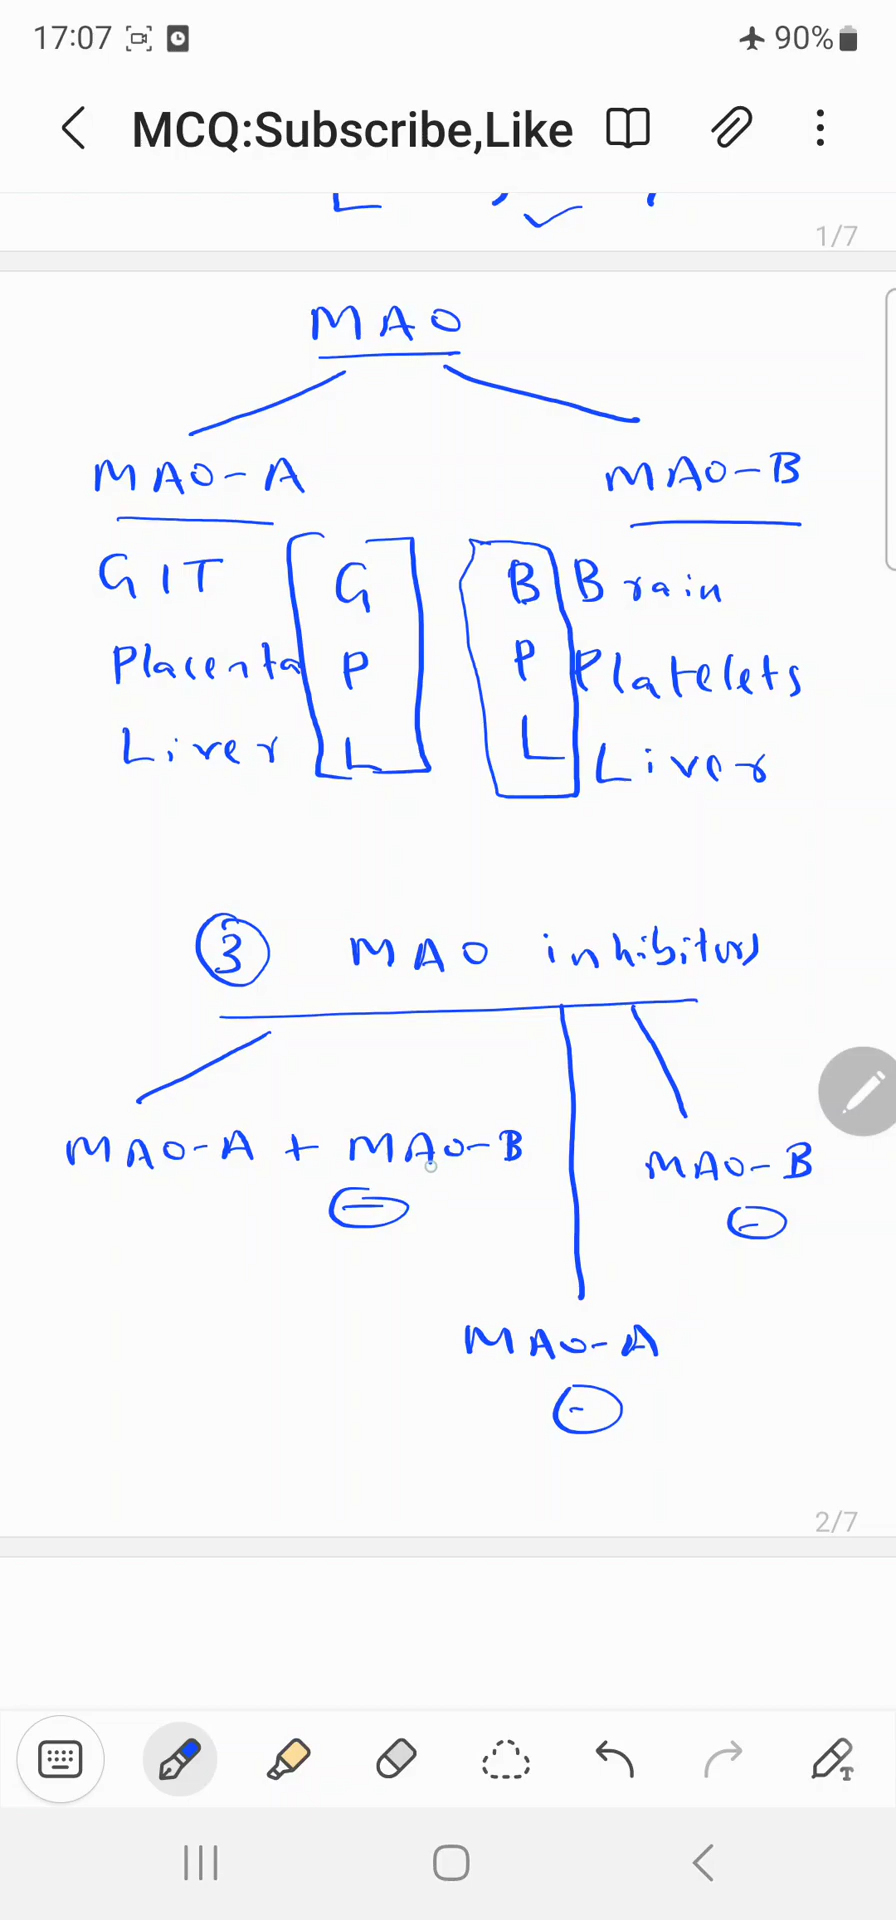 17:07 90%
MCQ:Subscribe,Like
1/7
MAO
MAO-A MAO-B
GIT G B Brain
Placenta P P Platelets
Liver L L Liver
3 MAO inhibitors
MAO-A + MAO-B MAO-B
MAO-A
2/7